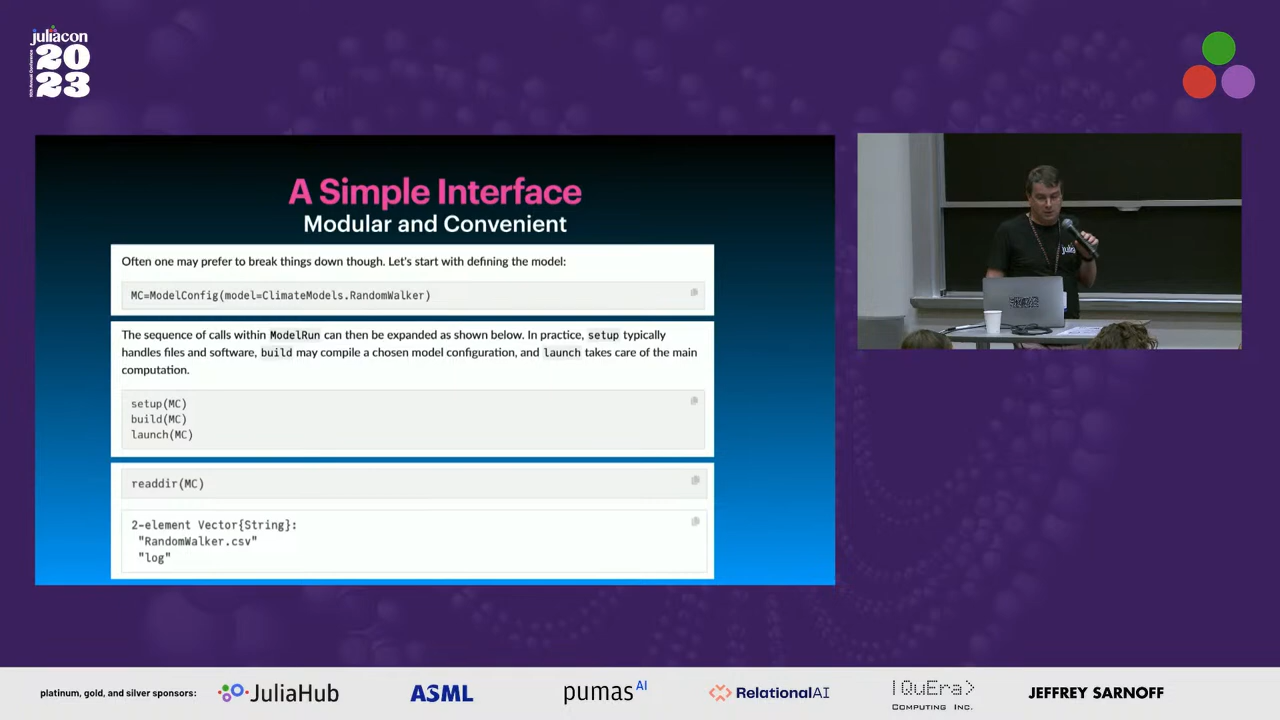 juliacon
20
23
A Simple Interface
Modular and Convenient
Often one may prefer to break things down though. Let's start with defining the model:
MC=ModelConfig(model=ClimateModels.RandomWalker)
The sequence of calls within ModelRun can then be expanded as shown below. In practice, setup typically
handles files and software, build may compile a chosen model configuration, and launch takes care of the main
computation.
setup(MC)
build(MC)
launch(MC)
readdir(MC)
2-element Vector{String}:
"RandomWalker.csv"
"log"
platinum, gold, and silver sponsors:
JuliaHub
ASML
pumasAI
RelationalAI
|QuEra>
COMPUTING INC.
JEFFREY SARNOFF